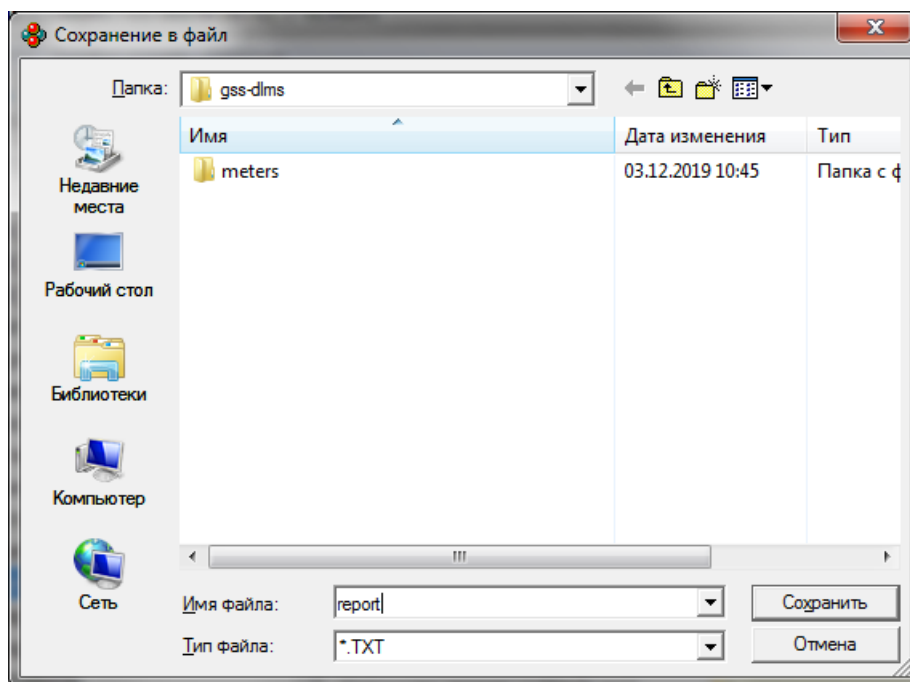 Сохранение в файл
Папка: gss-dlms
Имя Дата изменения Тип
meters 03.12.2019 10:45 Папка с ф
Недавние
места
Рабочий стол
Библиотеки
Компьютер
Сеть
Имя файла: report Сохранить
Тип файла: *.TXT Отмена